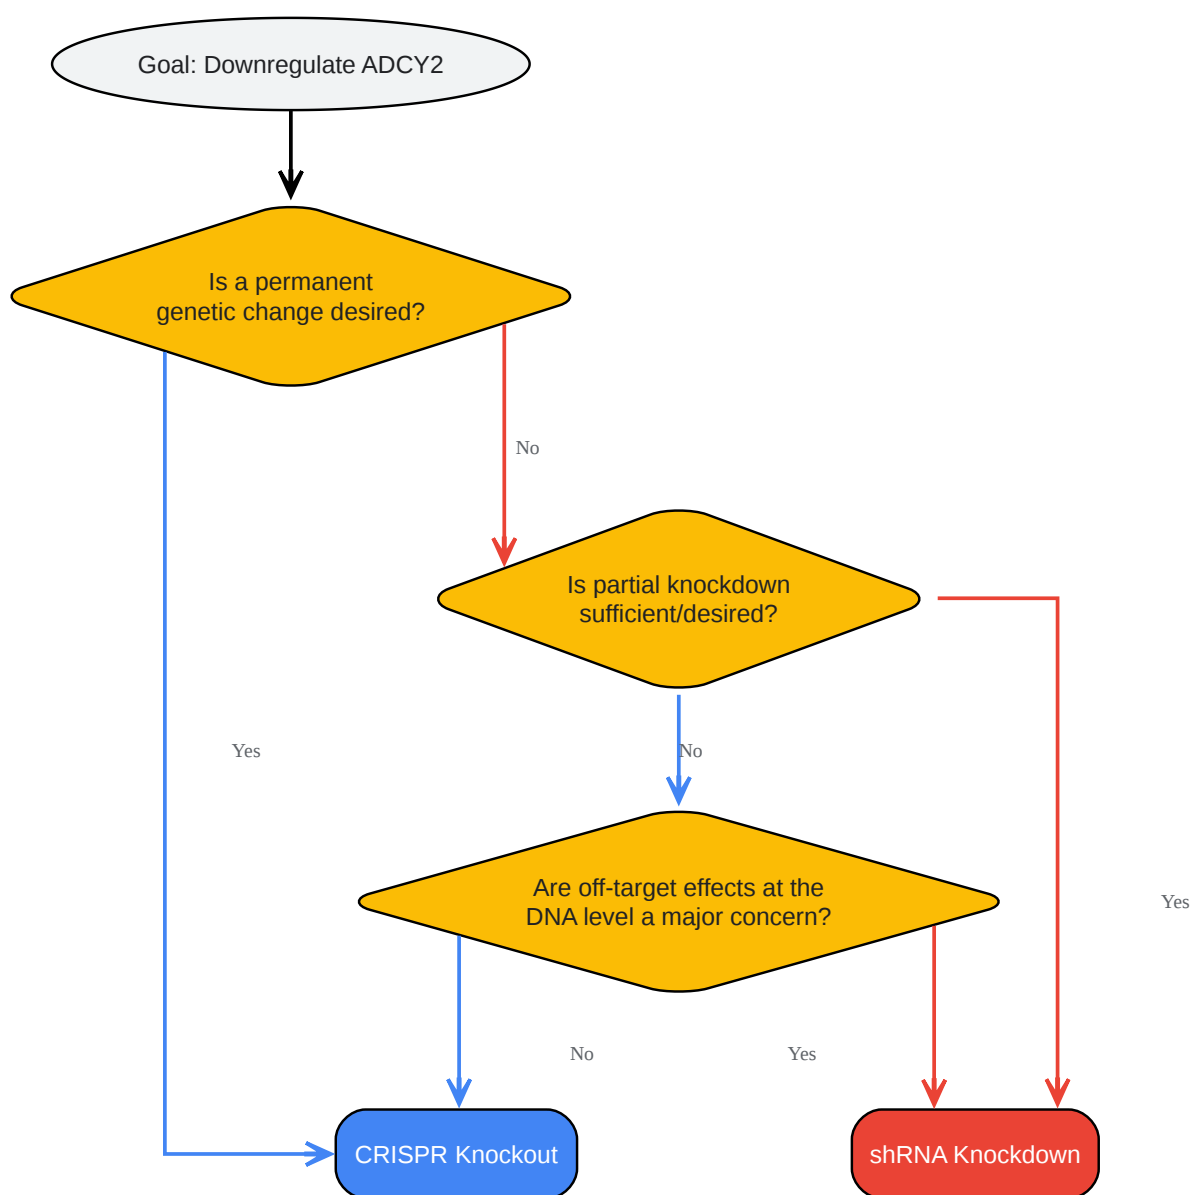 Goal: Downregulate ADCY2
Is a permanent
genetic change desired?
No
Is partial knockdown
sufficient/desired?
Yes
No
Are off-target effects at the
DNA level a major concern?
Yes
No
Yes
CRISPR Knockout
shRNA Knockdown